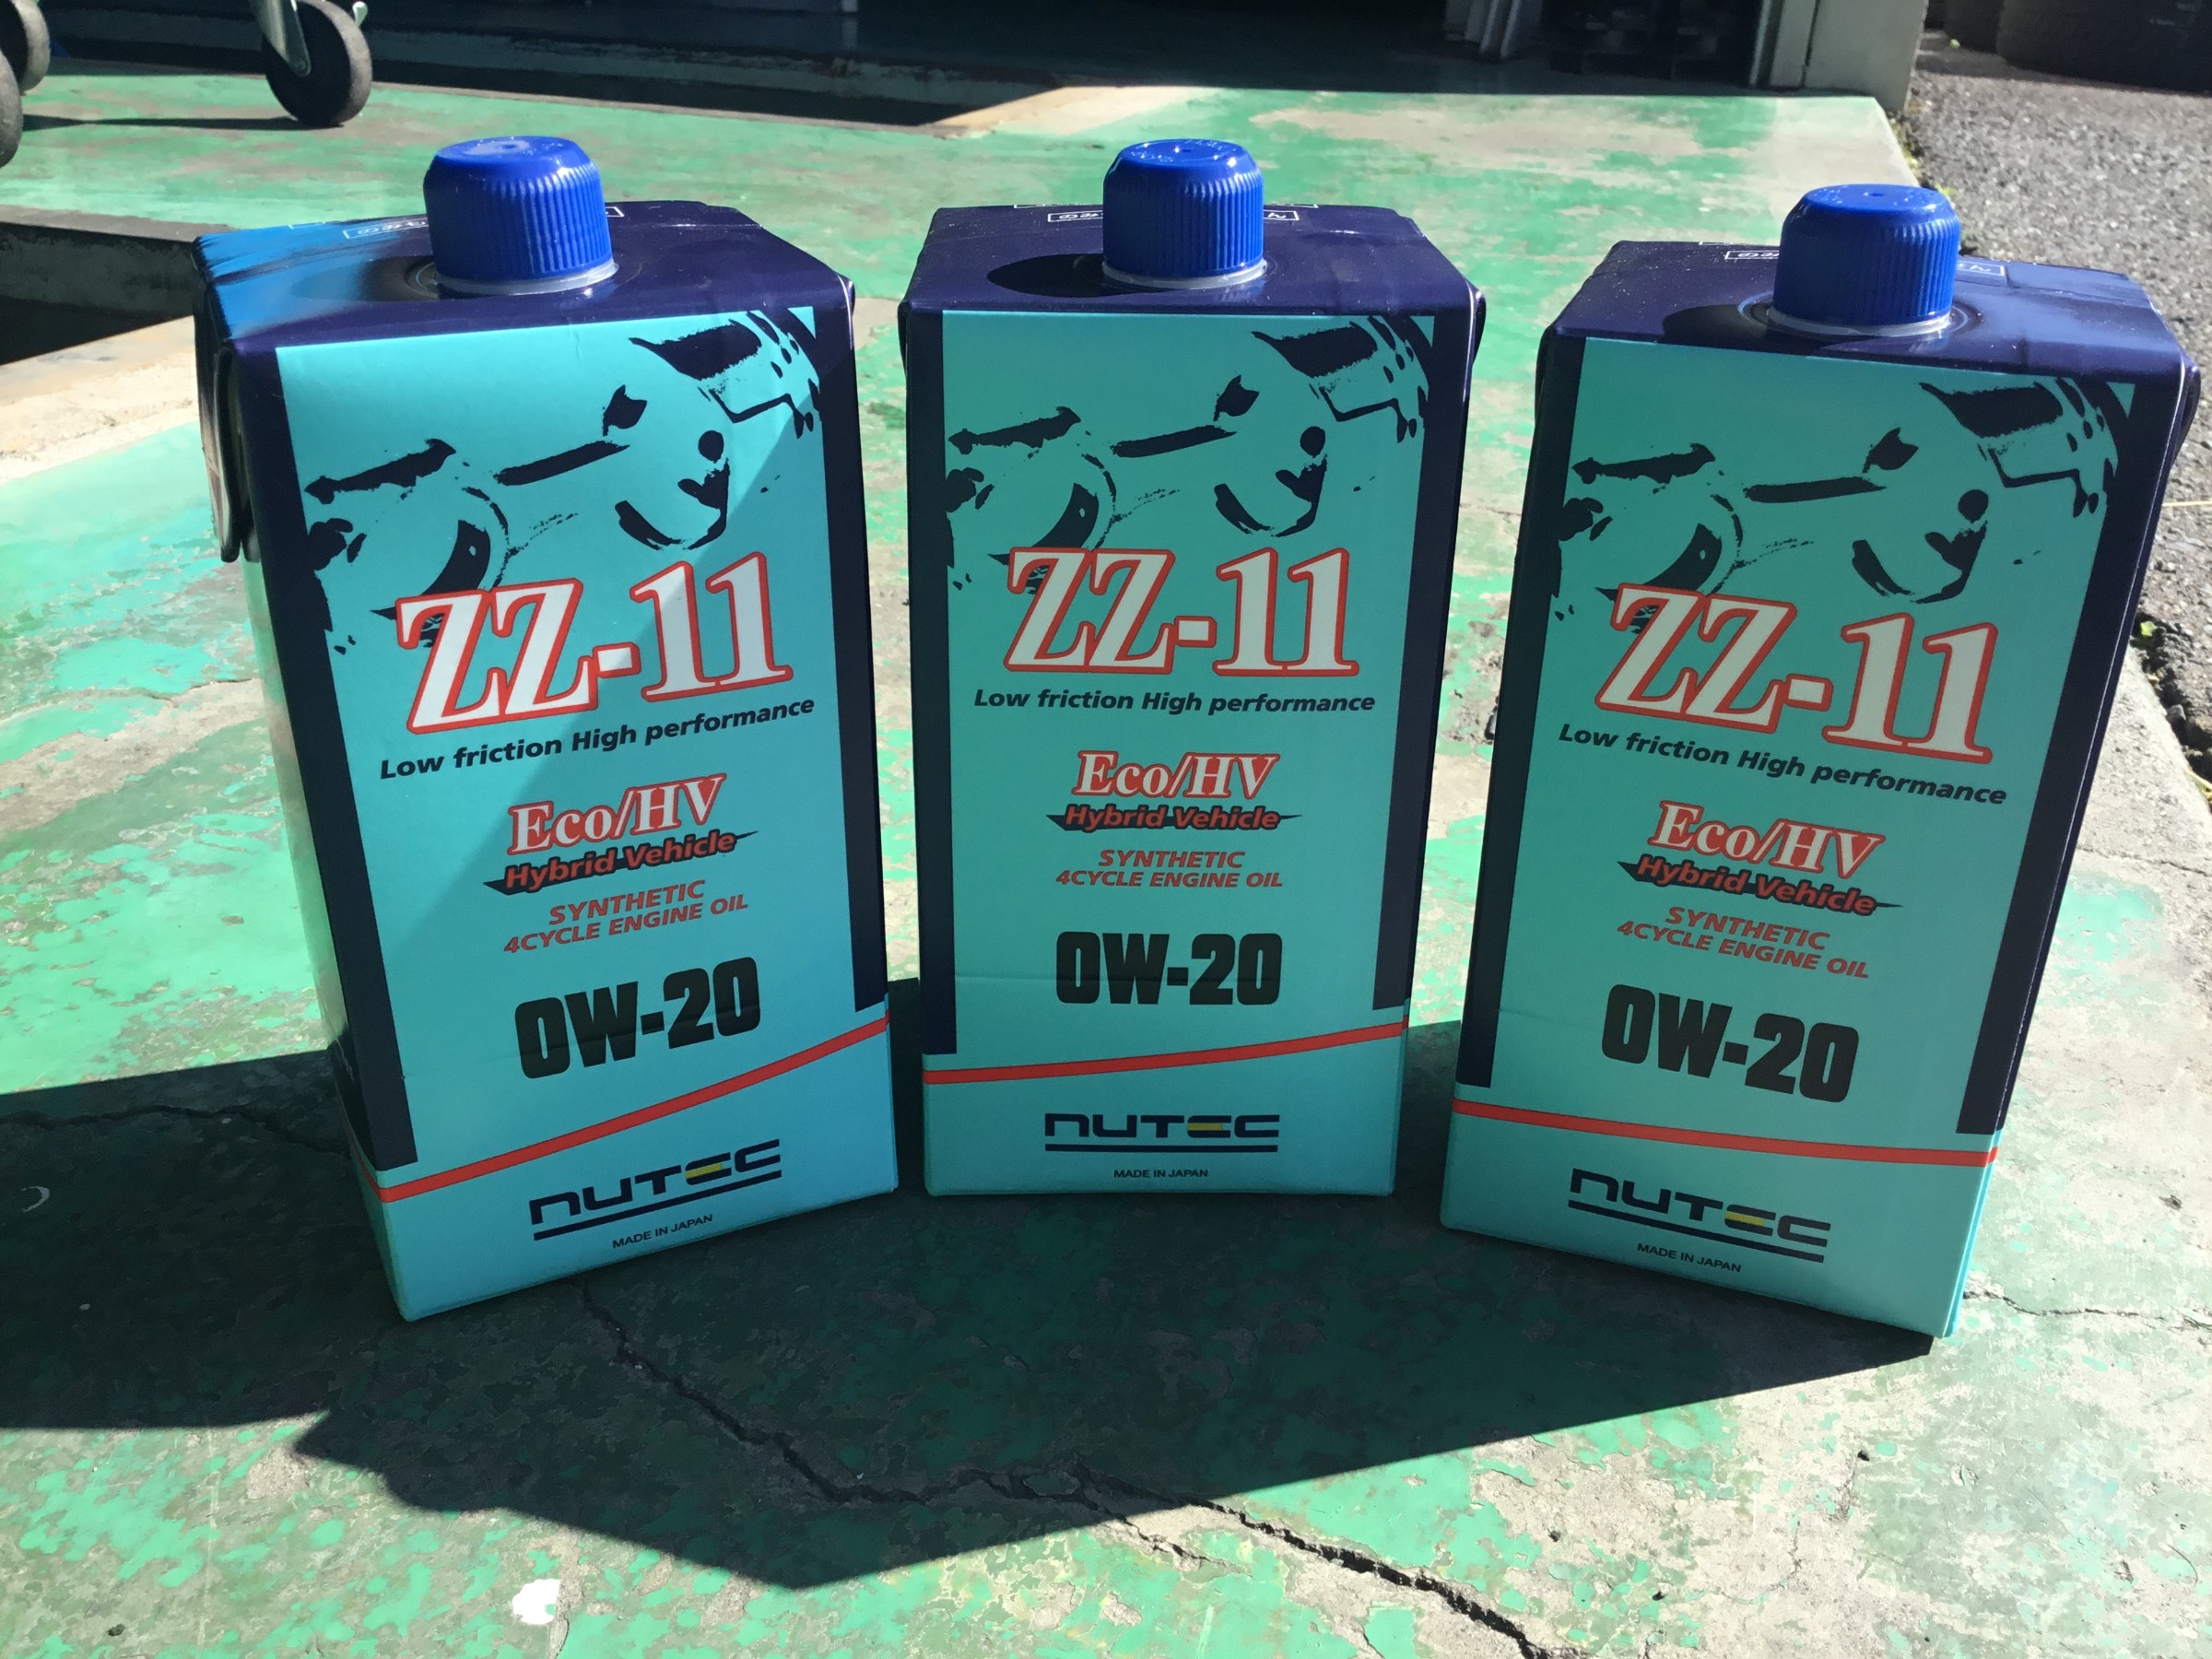 ZZ-11
Low friction High performance
Eco/HV
Hybrid Vehicle
SYNTHETIC
4CYCLE ENGINE OIL
0W-20
NUTEC
MADE IN JAPAN
ZZ-11
Low friction High performance
Eco/HV
Hybrid Vehicle
SYNTHETIC
4CYCLE ENGINE OIL
0W-20
NUTEC
MADE IN JAPAN
ZZ-11
Low friction High performance
Eco/HV
Hybrid Vehicle
SYNTHETIC
4CYCLE ENGINE OIL
0W-20
NUTEC
MADE IN JAPAN